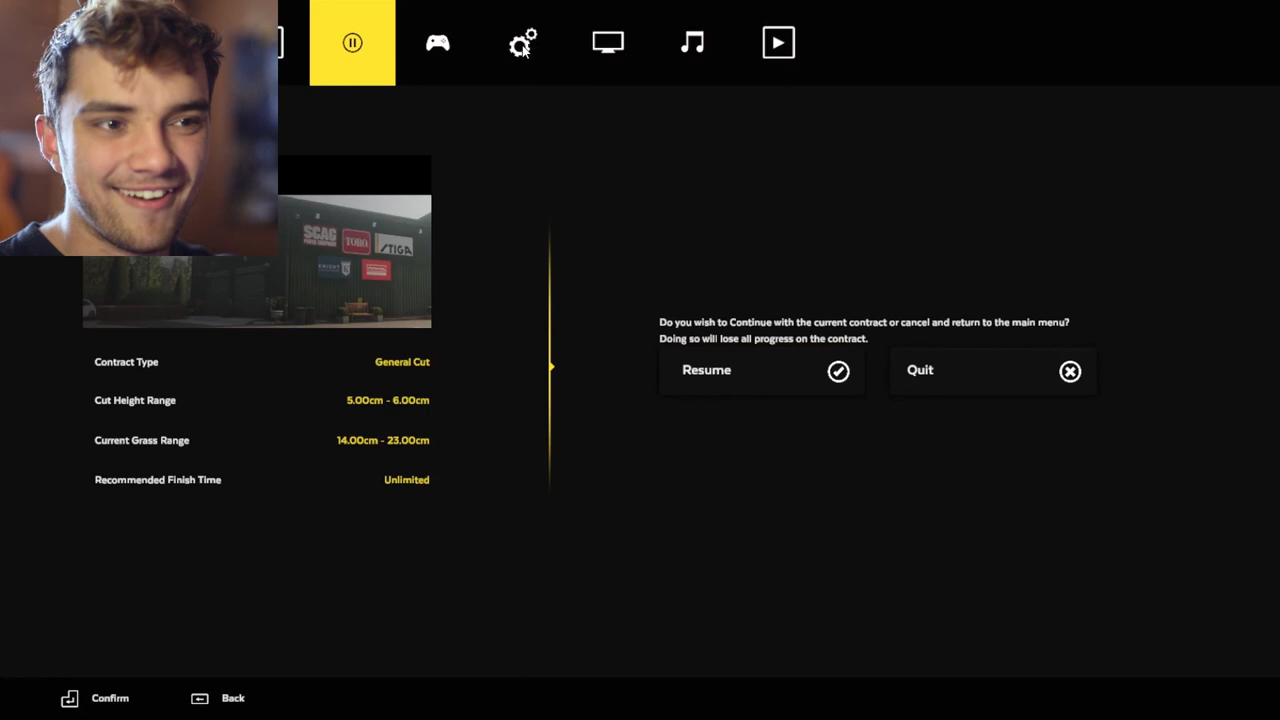 SCAG
TORO
STIGA
Do you wish to Continue with the current contract or cancel and return to the main menu?
Doing so will lose all progress on the contract.
Resume
Quit
Contract Type
General Cut
Cut Height Range
5.00cm - 6.00cm
Current Grass Range
14.00cm - 23.00cm
Recommended Finish Time
Unlimited
Confirm
Back